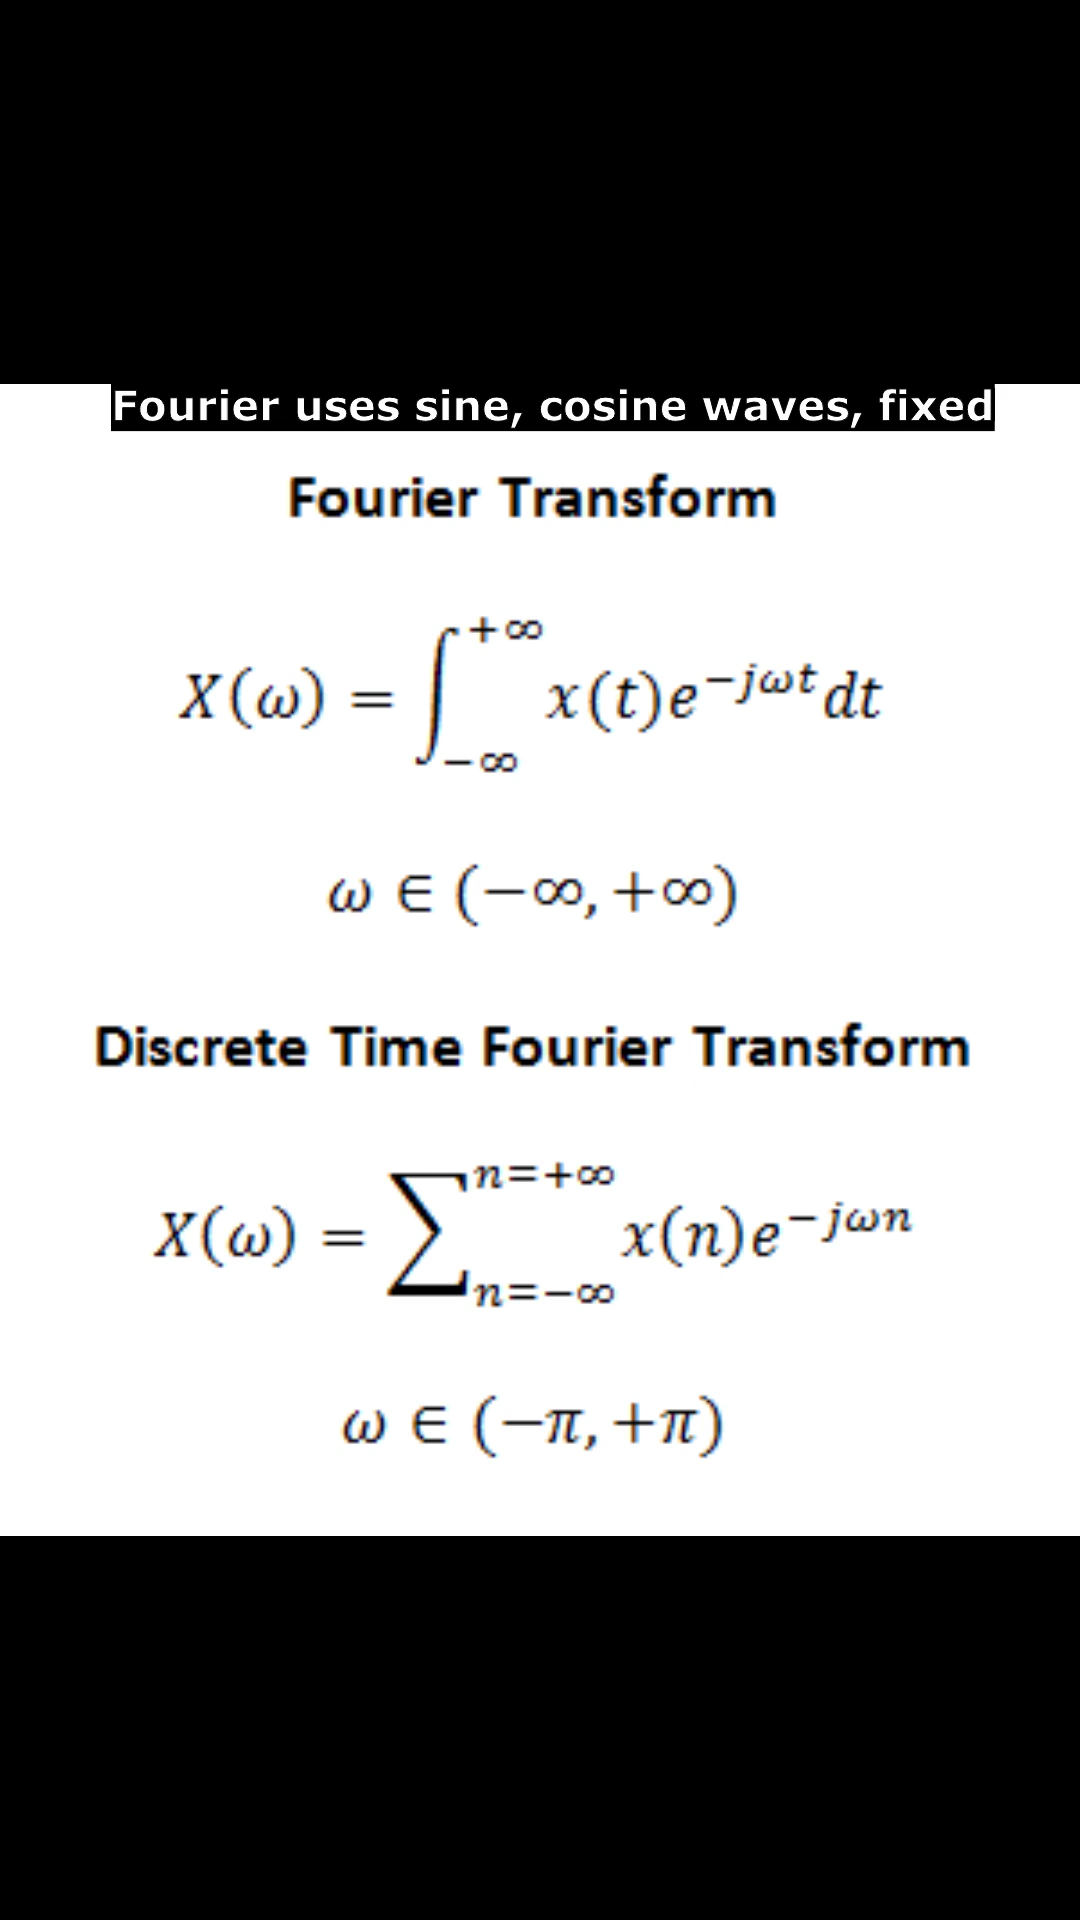 Fourier uses sine, cosine waves, fixed
Fourier Transform
X(ω) = ∫_{-∞}^{+∞} x(t)e^{-jωt}dt
ω ∈ (-∞, +∞)
Discrete Time Fourier Transform
X(ω) = ∑_{n=-∞}^{n=+∞} x(n)e^{-jωn}
ω ∈ (-π, +π)